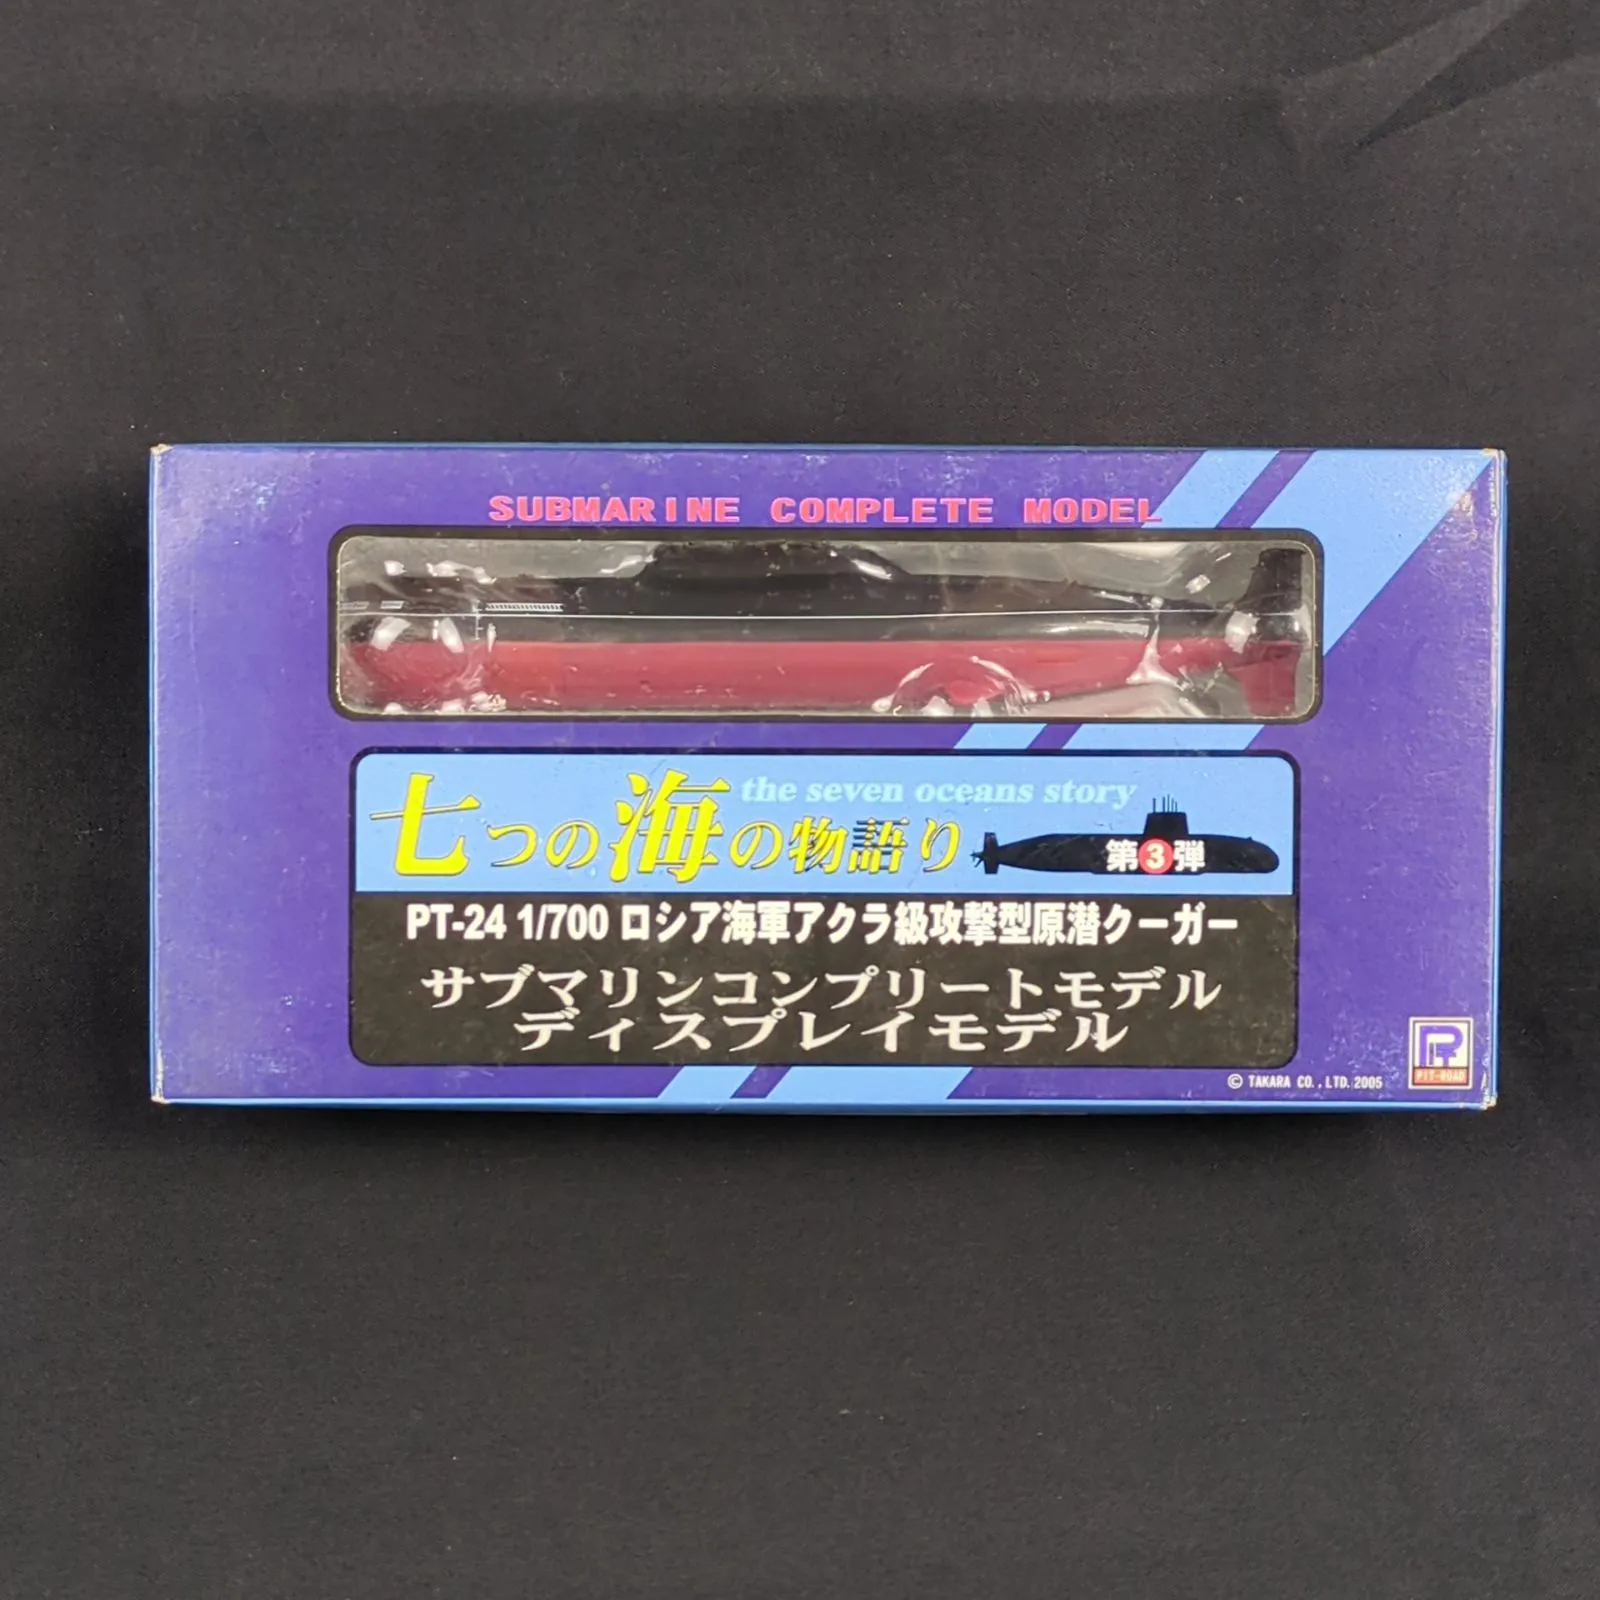 SUBMARINE COMPLETE MODEL
the seven oceans story
七つの海の物語り
第3弾
PT-24 1/700 ロシア海軍アクラ級攻撃型原潜クーガー
サブマリンコンプリートモデル
ディスプレイモデル
© TAKARA CO.,LTD.2005
PIT-ROAD